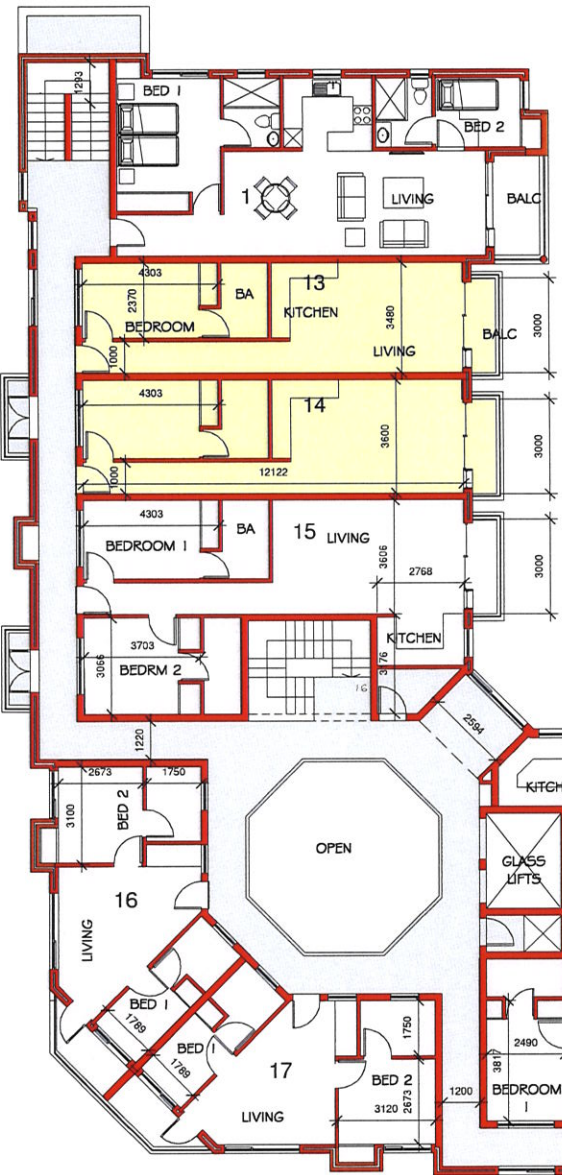 1293
BED 1
BED 2
1
LIVING
BALC
4303
13
BA
KITCHEN
2370
BEDROOM
3480
BALC
3000
1000
LIVING
4303
14
3600
3000
1000
12122
4303
15
LIVING
BEDROOM 1
BA
3606
3000
2768
KITCHEN
3703
3066
BEDRM 2
3176
16
1220
2594
2673
1750
KITCH
3100
BED 2
OPEN
GLASS
LIFTS
16
LIVING
BED 1
1789
1750
BED 1
1789
17
BED 2
2490
3817
LIVING
3120
2673
1200
BEDROOM
1